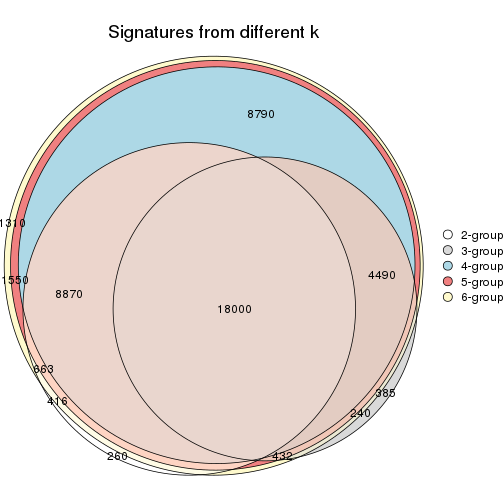 Signatures from different k
8790
1310
2-group
3-group
4-group
4490
1550
5-group
8870
6-group
18000
663
385
416
240
260
432